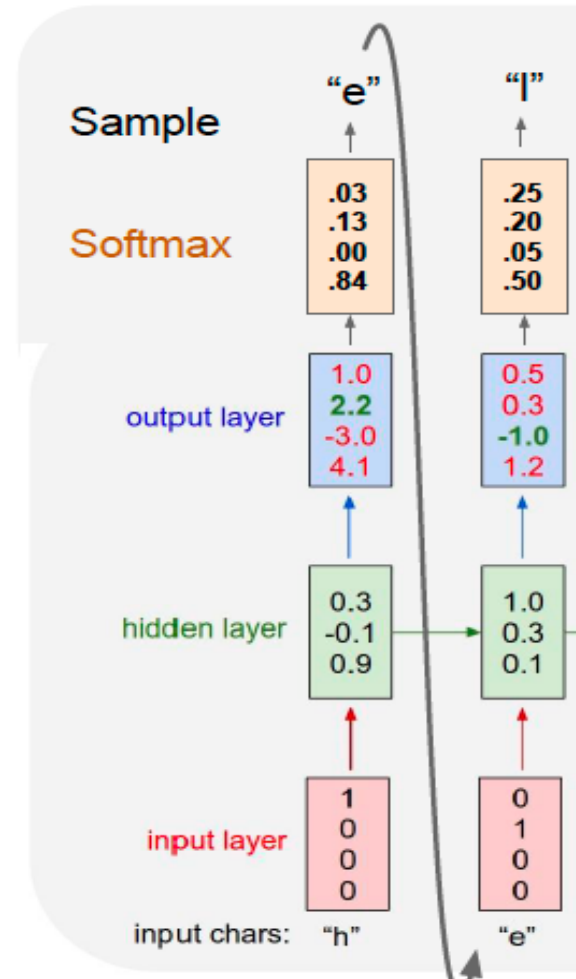 “e” “l”
Sample
.03 .25
.13 .20
Softmax .00 .05
.84 .50
1.0 0.5
output layer 2.2 0.3
-3.0 -1.0
4.1 1.2
0.3 1.0
hidden layer -0.1 0.3
0.9 0.1
1 0
0 1
input layer 0 0
0 0
input chars: “h” “e”